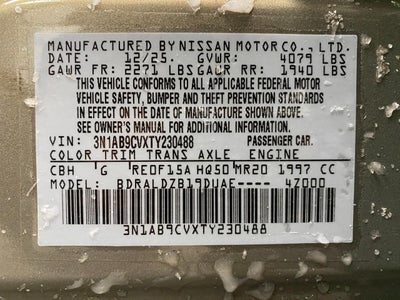 MANUFACTURED BY NISSAN MOTOR CO., LTD.
DATE: 12/25. GVWR: 4079 LBS
GAWR FR: 2271 LBS GAWR RR: 1940 LBS
THIS VEHICLE CONFORMS TO ALL APPLICABLE FEDERAL MOTOR
VEHICLE SAFETY, BUMPER AND THEFT PREVENTION STANDARDS
IN EFFECT ON THE DATE OF MANUFACTURE SHOWN ABOVE.
SEE OWNER'S MANUAL FOR ADDITIONAL INFORMATION.
VIN: 3N1AB9CVXTY230488 PASSENGER CAR.
COLOR TRIM TRANS AXLE ENGINE
CBH G RE0F15A HQ50 MR20 1997 CC
MODEL: BDRALDZB19DUAE---- 47000
3N1AB9CVXTY230488